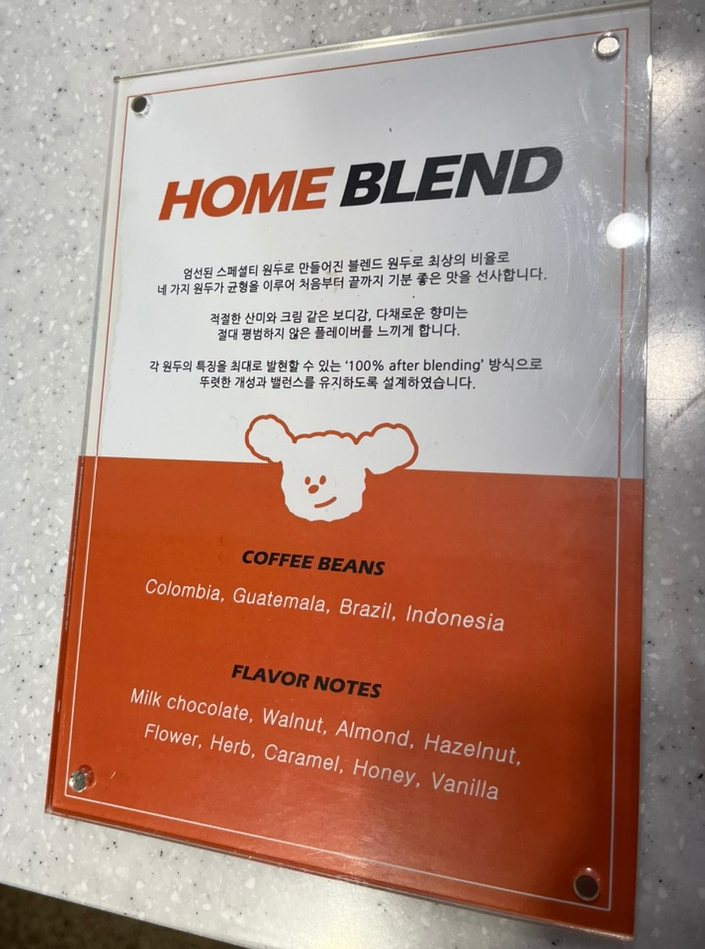 HOME BLEND
엄선된 스페셜티 원두로 만들어진 블렌드 원두로 최상의 비율로
네 가지 원두가 균형을 이루어 처음부터 끝까지 기분 좋은 맛을 선사합니다.
적절한 산미와 크림 같은 보디감, 다채로운 향미는
절대 평범하지 않은 플레이버를 느끼게 합니다.
각 원두의 특징을 최대로 발현할 수 있는 ‘100% after blending’ 방식으로
뚜렷한 개성과 밸런스를 유지하도록 설계하였습니다.
COFFEE BEANS
Colombia, Guatemala, Brazil, Indonesia
FLAVOR NOTES
Milk chocolate, Walnut, Almond, Hazelnut,
Flower, Herb, Caramel, Honey, Vanilla